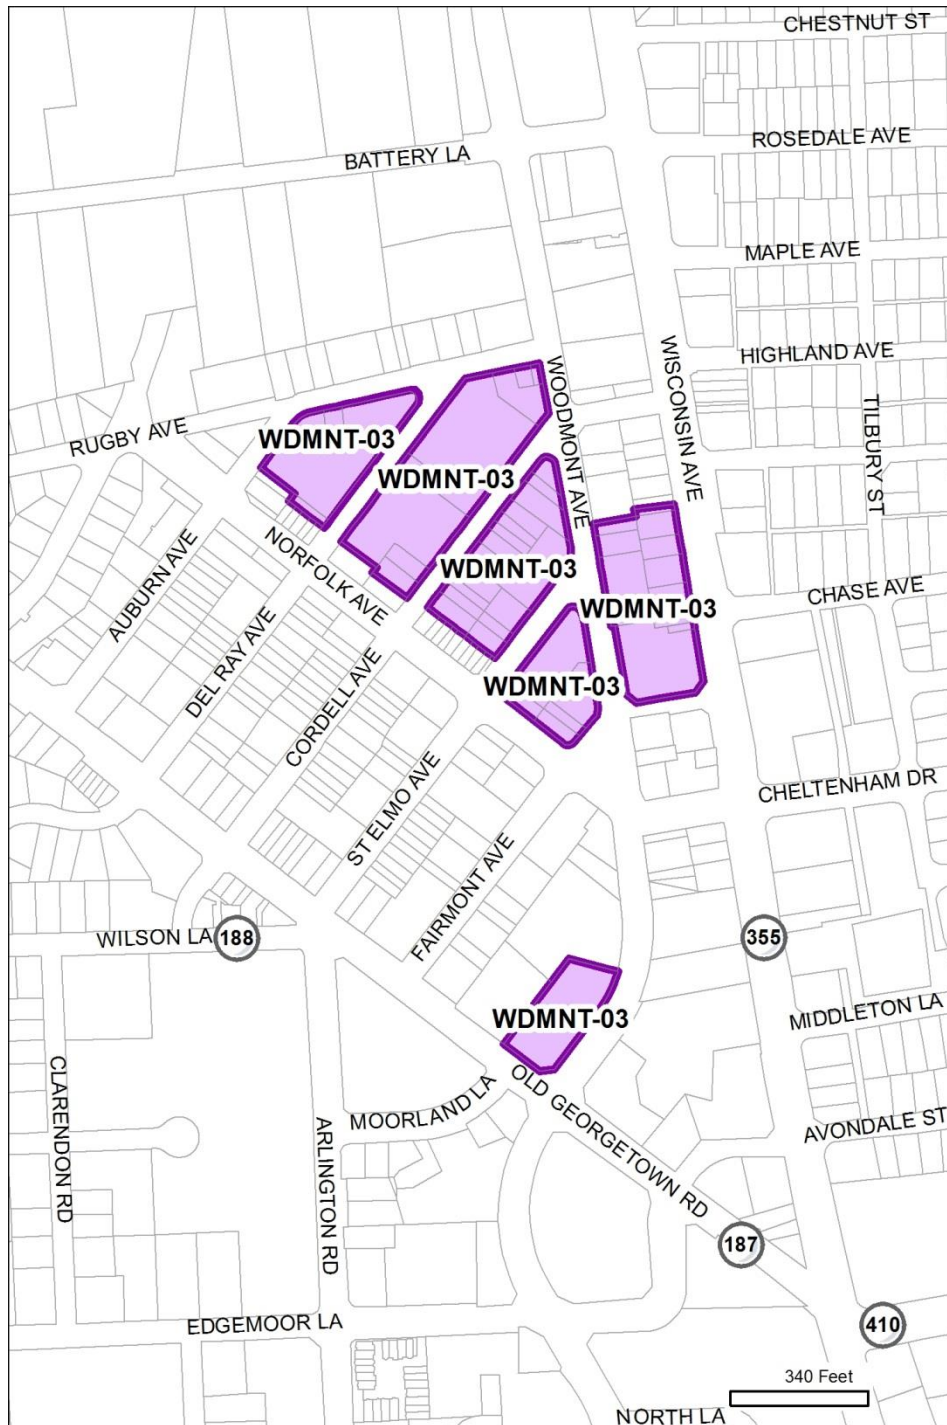 CHESTNUT ST
ROSEDALE AVE
BATTERY LA
MAPLE AVE
HIGHLAND AVE
WISCONSIN AVE
WOODMONT AVE
TILBURY ST
RUGBY AVE
WDMNT-03
WDMNT-03
WDMNT-03
WDMNT-03
WDMNT-03
NORFOLK AVE
AUBURN AVE
CHASE AVE
DEL RAY AVE
CORDELL AVE
CHELTENHAM DR
ST ELMO AVE
FAIRMONT AVE
WILSON LA
188
355
WDMNT-03
MIDDLETON LA
CLARENDON RD
MOORLAND LA
OLD GEORGETOWN RD
AVONDALE ST
ARLINGTON RD
187
EDGEMOOR LA
410
340 Feet
NORTH LA